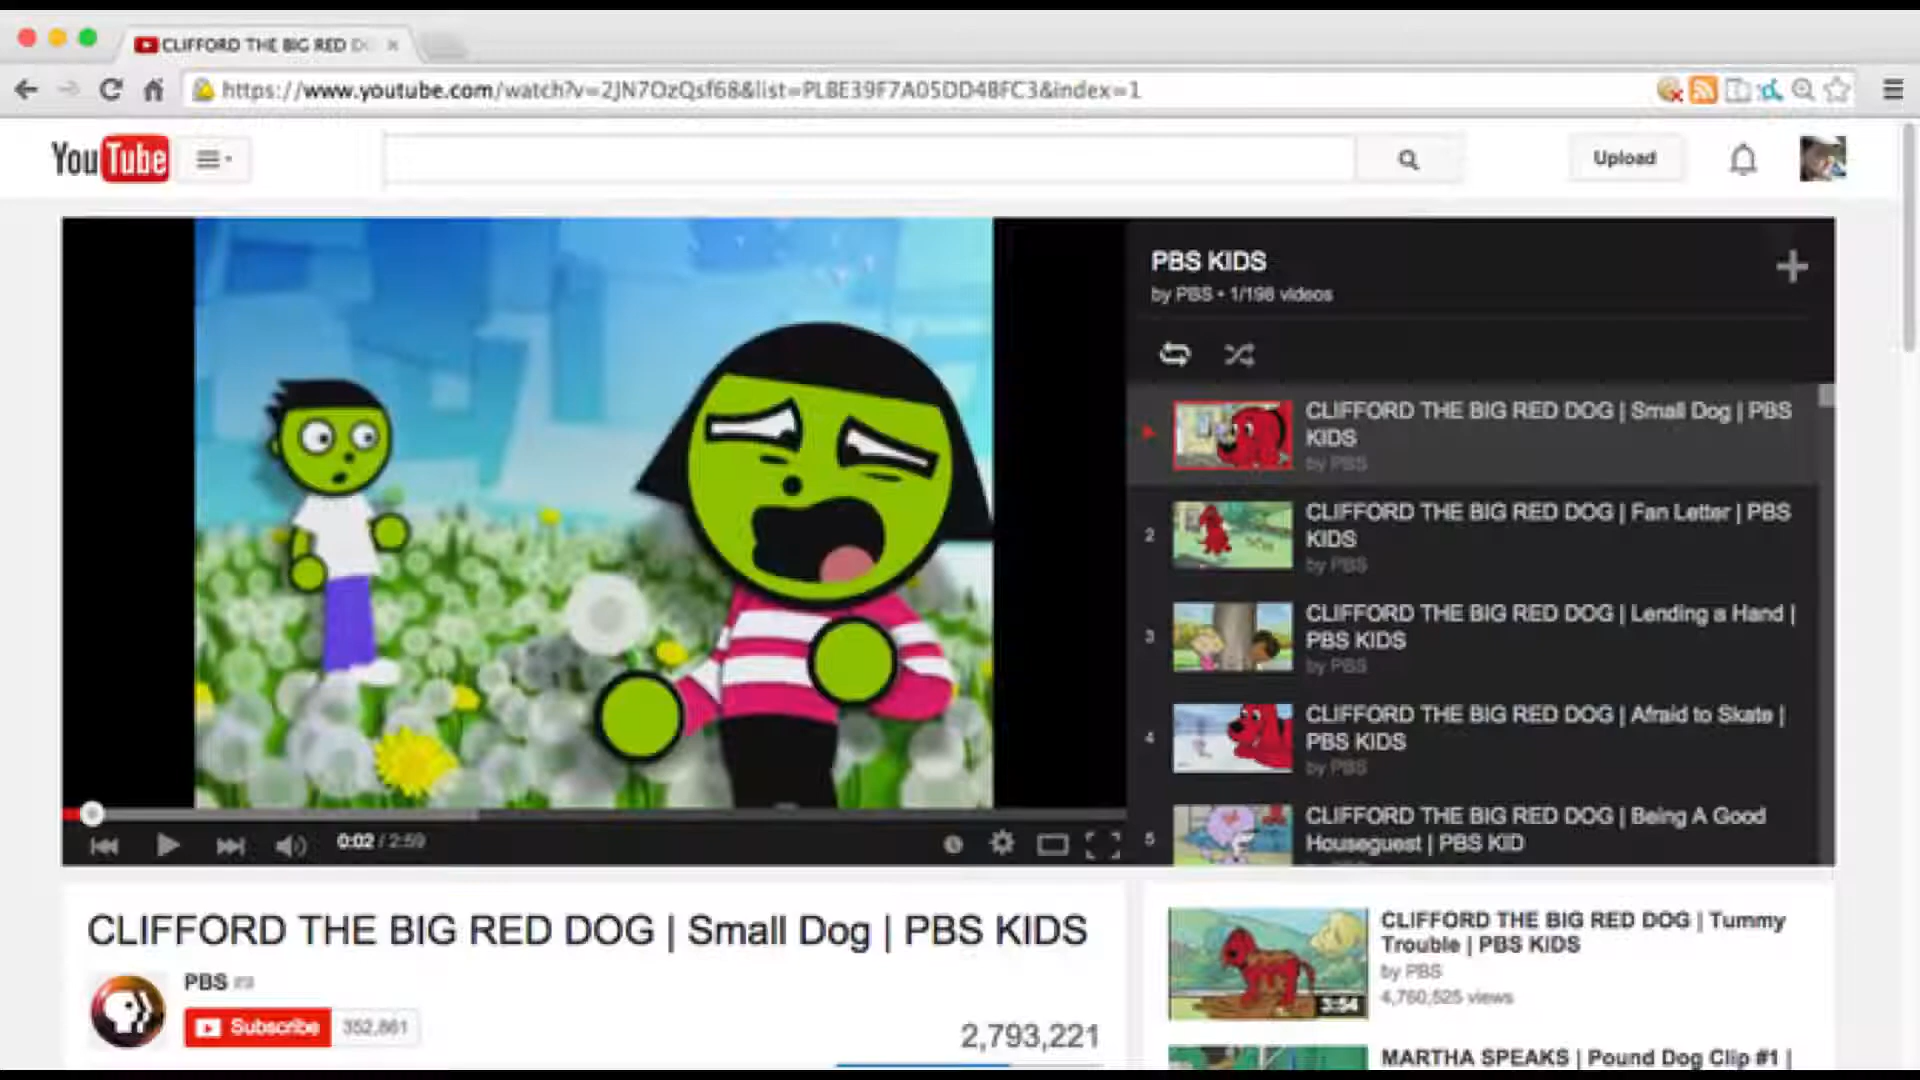 CLIFFORD THE BIG RED DO
https://www.youtube.com/watch?v=2JN7OzQsf68&list=PL8E39F7A05DD4BFC3&index=1
YouTube
Upload
PBS KIDS
by PBS • 1/198 videos
CLIFFORD THE BIG RED DOG | Small Dog | PBS
KIDS
by PBS
2
CLIFFORD THE BIG RED DOG | Fan Letter | PBS
KIDS
by PBS
3
CLIFFORD THE BIG RED DOG | Lending a Hand |
PBS KIDS
by PBS
4
CLIFFORD THE BIG RED DOG | Afraid to Skate |
PBS KIDS
by PBS
5
CLIFFORD THE BIG RED DOG | Being A Good
Houseguest | PBS KID
0:02 / 2:59
CLIFFORD THE BIG RED DOG | Small Dog | PBS KIDS
PBS
Subscribe
352,861
2,793,221
CLIFFORD THE BIG RED DOG | Tummy
Trouble | PBS KIDS
by PBS
4,760,525 views
3:54
MARTHA SPEAKS | Pound Dog Clip #1 |